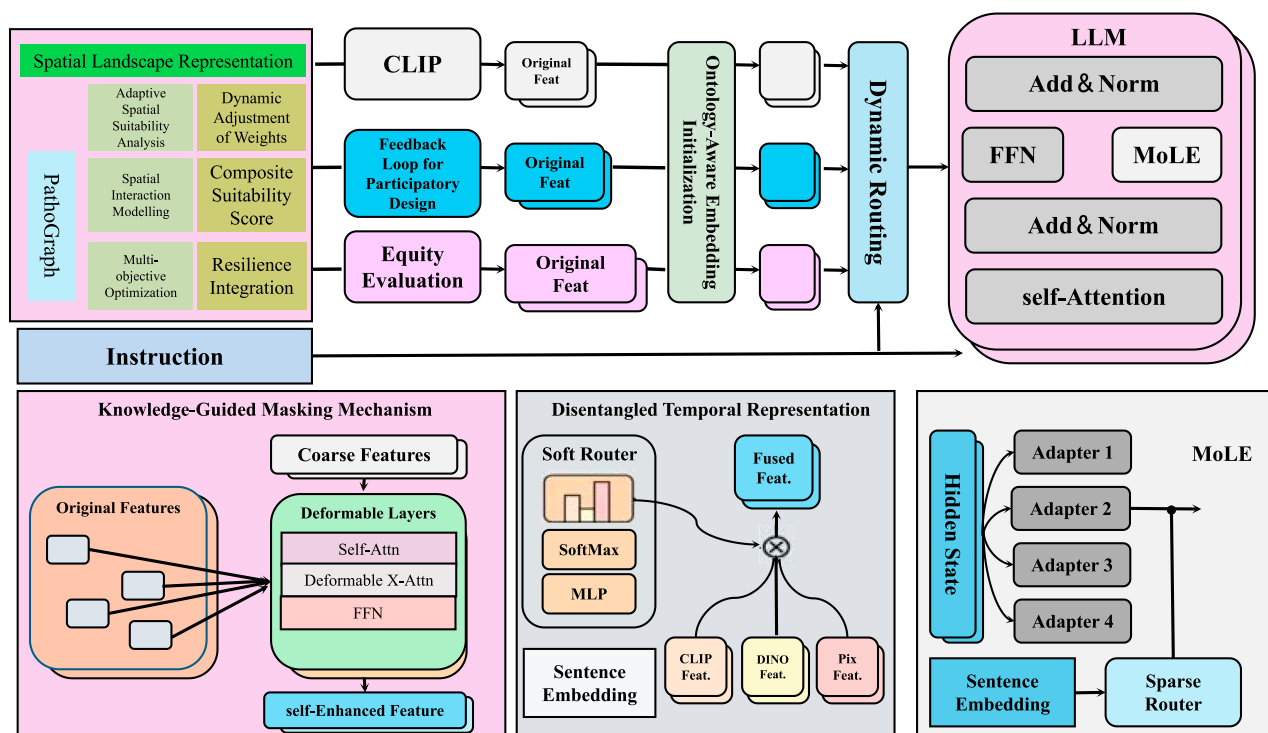 Spatial Landscape Representation
Adaptive
Spatial
Suitability
Analysis
Dynamic
Adjustment
of Weights
PathoGraph
Spatial
Interaction
Modelling
Composite
Suitability
Score
Multi-
objective
Optimization
Resilience
Integration
Instruction
CLIP
Original
Feat
Feedback
Loop for
Participatory
Design
Original
Feat
Equity
Evaluation
Original
Feat
Ontology-Aware Embedding
Initialization
Dynamic Routing
LLM
Add & Norm
FFN
MoLE
Add & Norm
self-Attention
Knowledge-Guided Masking Mechanism
Coarse Features
Original Features
Deformable Layers
Self-Attn
Deformable X-Attn
FFN
self-Enhanced Feature
Disentangled Temporal Representation
Soft Router
SoftMax
MLP
Fused
Feat.
Sentence
Embedding
CLIP
Feat.
DINO
Feat.
Pix
Feat.
Hidden State
Adapter 1
Adapter 2
Adapter 3
Adapter 4
MoLE
Sentence
Embedding
Sparse
Router